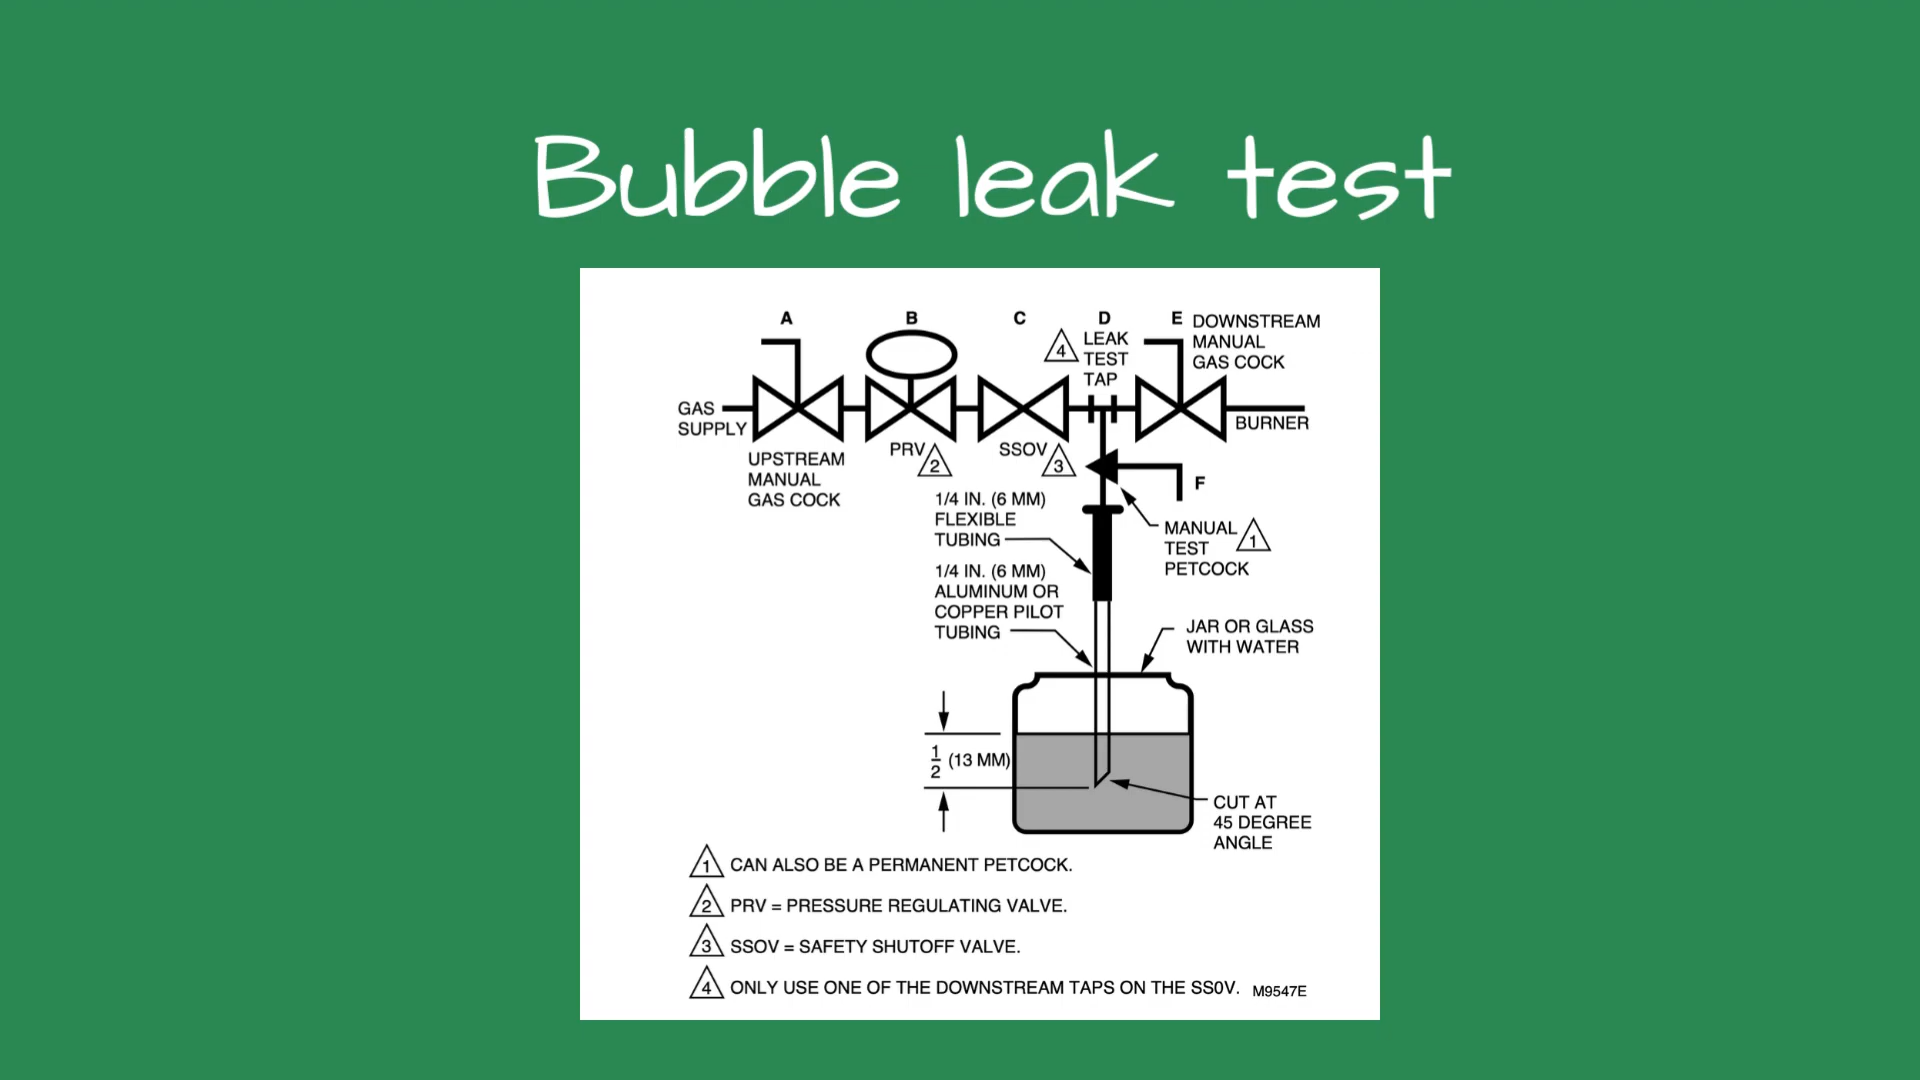 Bubble leak test
A
B
C
D
E
DOWNSTREAM
MANUAL
GAS COCK
4
LEAK
TEST
TAP
GAS
SUPPLY
BURNER
UPSTREAM
MANUAL
GAS COCK
PRV
2
SSOV
3
F
1/4 IN. (6 MM)
FLEXIBLE
TUBING
MANUAL
TEST
PETCOCK
1
1/4 IN. (6 MM)
ALUMINUM OR
COPPER PILOT
TUBING
JAR OR GLASS
WITH WATER
1/2 (13 MM)
CUT AT
45 DEGREE
ANGLE
1 CAN ALSO BE A PERMANENT PETCOCK.
2 PRV = PRESSURE REGULATING VALVE.
3 SSOV = SAFETY SHUTOFF VALVE.
4 ONLY USE ONE OF THE DOWNSTREAM TAPS ON THE SS0V. M9547E